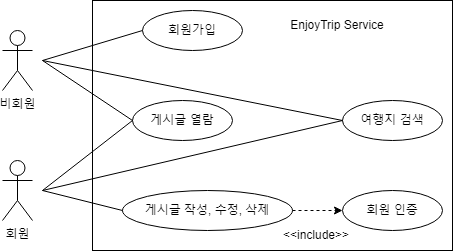 EnjoyTrip Service
회원가입
비회원
게시글 열람
여행지 검색
회원
게시글 작성, 수정, 삭제
회원 인증
<<include>>